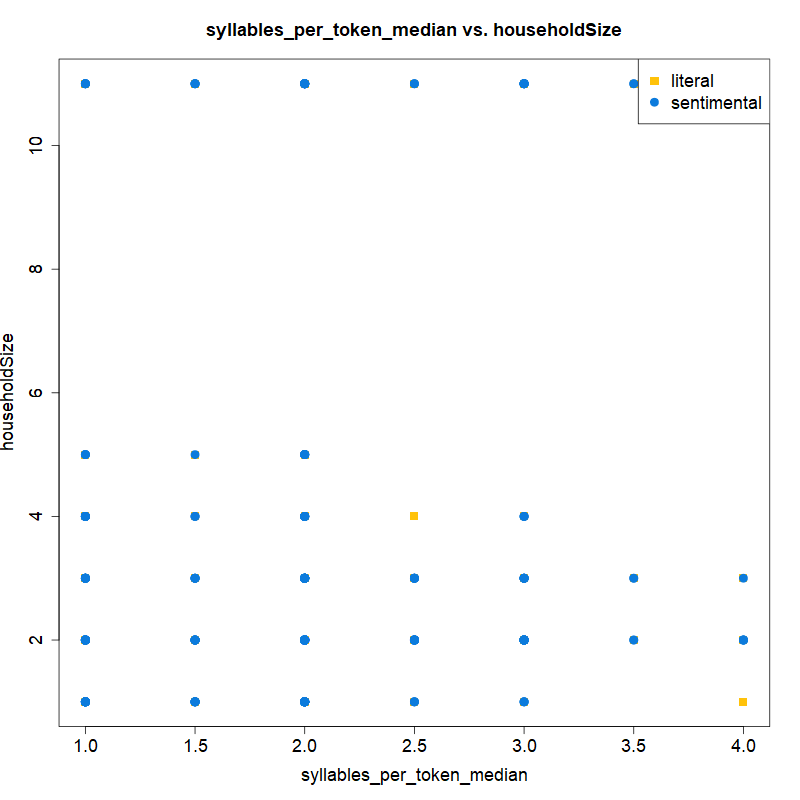 syllables_per_token_median vs. householdSize
literal
sentimental
householdSize
10
8
6
4
2
1.0 1.5 2.0 2.5 3.0 3.5 4.0
syllables_per_token_median